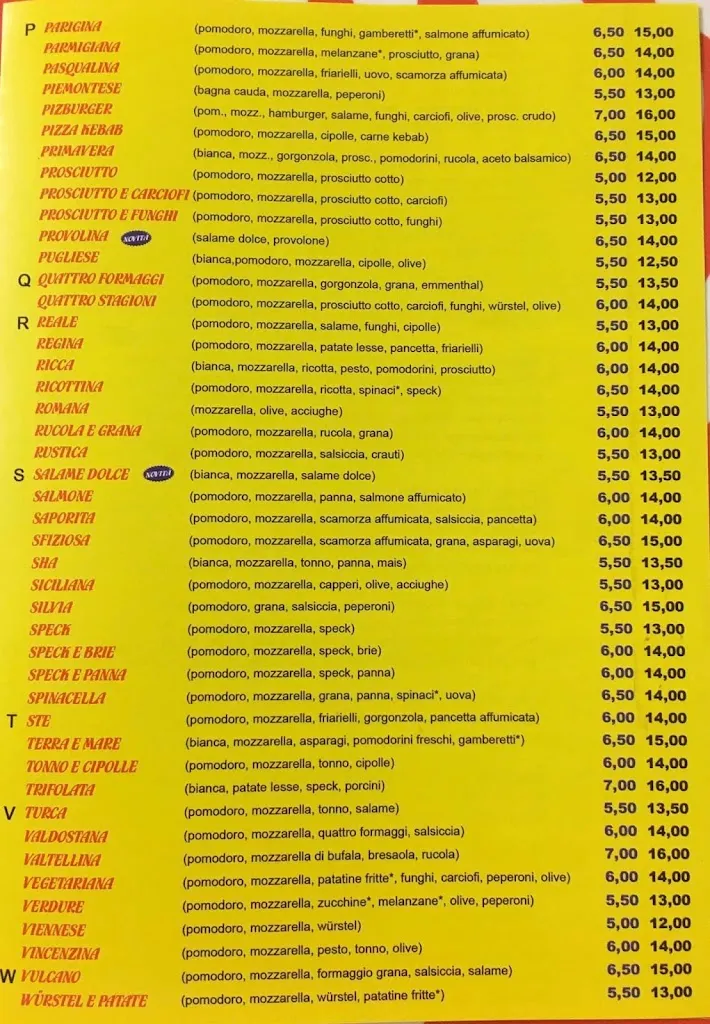 P PARIGINA (pomodoro, mozzarella, funghi, gamberetti*, salmone affumicato) 6,50 15,00
PARMIGIANA (pomodoro, mozzarella, melanzane*, prosciutto, grana) 6,50 14,00
PASQUALINA (pomodoro, mozzarella, friarielli, uovo, scamorza affumicata) 6,00 14,00
PIEMONTESE (bagna cauda, mozzarella, peperoni) 5,50 13,00
PIZBURGER (pom., mozz., hamburger, salame, funghi, carciofi, olive, prosc. crudo) 7,00 16,00
PIZZA KEBAB (pomodoro, mozzarella, cipolle, carne kebab) 6,50 15,00
PRIMAVERA (bianca, mozz., gorgonzola, prosc., pomodorini, rucola, aceto balsamico) 6,50 14,00
PROSCIUTTO (pomodoro, mozzarella, prosciutto cotto) 5,00 12,00
PROSCIUTTO E CARCIOFI (pomodoro, mozzarella, prosciutto cotto, carciofi) 5,50 13,00
PROSCIUTTO E FUNGHI (pomodoro, mozzarella, prosciutto cotto, funghi) 5,50 13,00
PROVOLINA NOVITÀ (salame dolce, provolone) 6,50 14,00
PUGLIESE (bianca,pomodoro, mozzarella, cipolle, olive) 5,50 12,50
Q QUATTRO FORMAGGI (pomodoro, mozzarella, gorgonzola, grana, emmenthal) 5,50 13,50
QUATTRO STAGIONI (pomodoro, mozzarella, prosciutto cotto, carciofi, funghi, würstel, olive) 6,00 14,00
R REALE (pomodoro, mozzarella, salame, funghi, cipolle) 5,50 13,00
REGINA (pomodoro, mozzarella, patate lesse, pancetta, friarielli) 6,00 14,00
RICCA (bianca, mozzarella, ricotta, pesto, pomodorini, prosciutto) 6,00 14,00
RICOTTINA (pomodoro, mozzarella, ricotta, spinaci*, speck) 6,50 14,00
ROMANA (mozzarella, olive, acciughe) 5,50 13,00
RUCOLA E GRANA (pomodoro, mozzarella, rucola, grana) 6,00 14,00
RUSTICA (pomodoro, mozzarella, salsiccia, crauti) 5,50 13,00
S SALAME DOLCE NOVITÀ (bianca, mozzarella, salame dolce) 5,50 13,50
SALMONE (pomodoro, mozzarella, panna, salmone affumicato) 6,00 14,00
SAPORITA (pomodoro, mozzarella, scamorza affumicata, salsiccia, pancetta) 6,00 14,00
SFIZIOSA (pomodoro, mozzarella, scamorza affumicata, grana, asparagi, uova) 6,50 15,00
SHA (bianca, mozzarella, tonno, panna, mais) 5,50 13,50
SICILIANA (pomodoro, mozzarella, capperi, olive, acciughe) 5,50 13,00
SILVIA (pomodoro, grana, salsiccia, peperoni) 6,50 15,00
SPECK (pomodoro, mozzarella, speck) 5,50 13,00
SPECK E BRIE (pomodoro, mozzarella, speck, brie) 6,00 14,00
SPECK E PANNA (pomodoro, mozzarella, speck, panna) 6,00 14,00
SPINACELLA (pomodoro, mozzarella, grana, panna, spinaci*, uova) 6,50 14,00
T STE (pomodoro, mozzarella, friarielli, gorgonzola, pancetta affumicata) 6,00 14,00
TERRA E MARE (bianca, mozzarella, asparagi, pomodorini freschi, gamberetti*) 6,50 15,00
TONNO E CIPOLLE (pomodoro, mozzarella, tonno, cipolle) 6,00 14,00
TRIFOLATA (bianca, patate lesse, speck, porcini) 7,00 16,00
V TURCA (pomodoro, mozzarella, tonno, salame) 5,50 13,50
VALDOSTANA (pomodoro, mozzarella, quattro formaggi, salsiccia) 6,00 14,00
VALTELLINA (pomodoro, mozzarella di bufala, bresaola, rucola) 7,00 16,00
VEGETARIANA (pomodoro, mozzarella, patatine fritte*, funghi, carciofi, peperoni, olive) 6,00 14,00
VERDURE (pomodoro, mozzarella, zucchine*, melanzane*, olive, peperoni) 5,50 13,00
VIENNESE (pomodoro, mozzarella, würstel) 5,00 12,00
VINCENZINA (pomodoro, mozzarella, pesto, tonno, olive) 6,00 14,00
W VULCANO (pomodoro, mozzarella, formaggio grana, salsiccia, salame) 6,50 15,00
WÜRSTEL E PATATE (pomodoro, mozzarella, würstel, patatine fritte*) 5,50 13,00